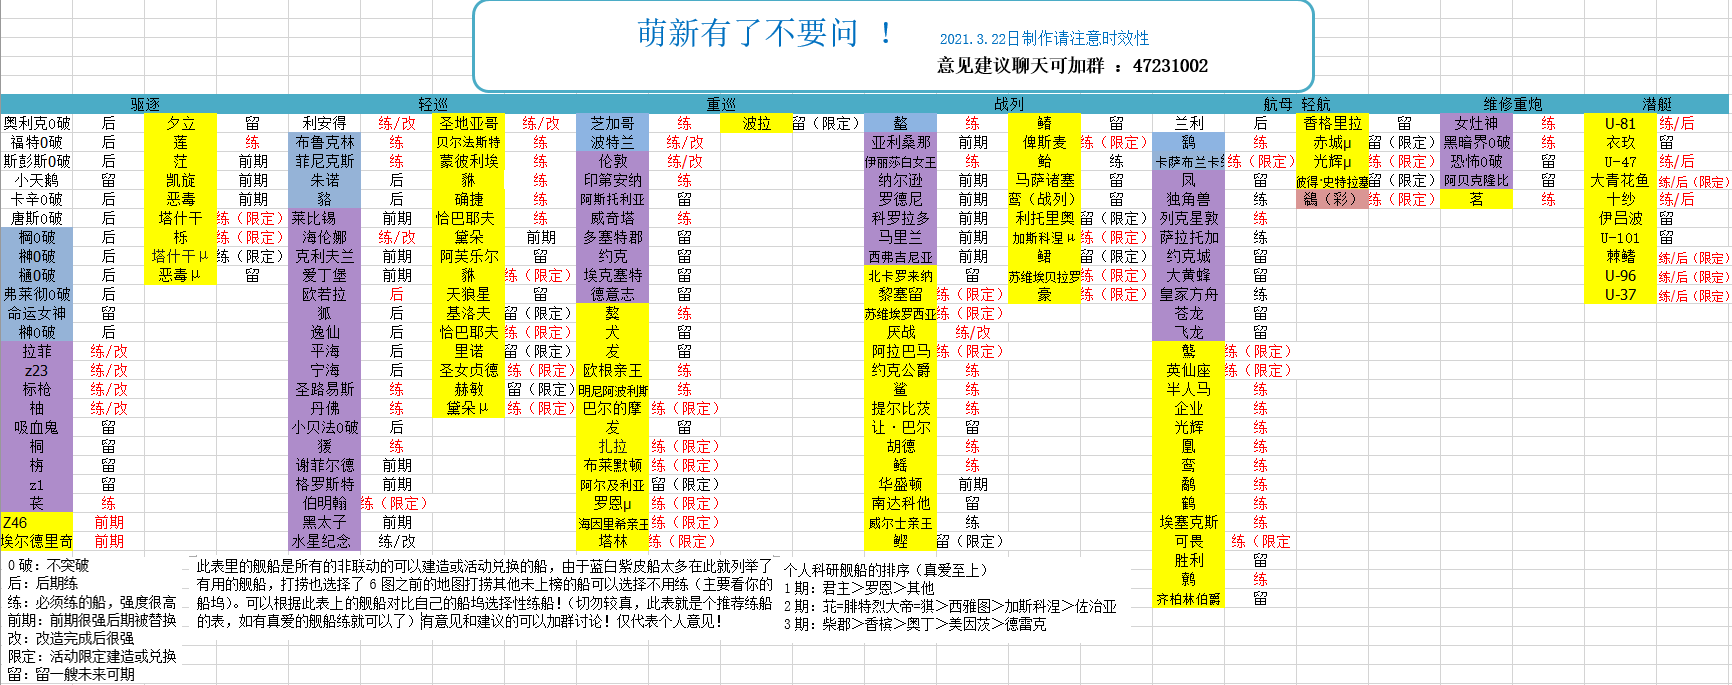 萌新有了不要问 ！
2021.3.22日制作请注意时效性
意见建议聊天可加群 ：47231002
驱逐 轻巡 重巡 战列 航母 轻航 维修重炮 潜艇
奥利克0破 后 夕立 留 利安得 练/改 圣地亚哥 练/改 芝加哥 练 波拉 留（限定） 鳌 练 鳍 留 兰利 后 香格里拉 留 女灶神 练 U-81 练/后
福特0破 后 莲 练 布鲁克林 练 贝尔法斯特 练 波特兰 练/改 亚利桑那 前期 俾斯麦 练（限定） 鹞 留 赤城μ 留（限定） 黑暗界0破 练 衣玖 留
斯彭斯0破 后 萣 前期 菲尼克斯 练 蒙彼利埃 练 伦敦 练/改 伊丽莎白女王 练 鲐 练 卡萨布兰卡 练（限定） 光辉μ 练（限定） 恐怖0破 留 U-47 练/后
小天鹅 留 凯旋 前期 朱诺 后 练 印第安纳 练 纳尔逊 前期 马萨诸塞 留 凤 留 彼得·史特拉塞 留（限定） 阿贝克隆比 留 大青花鱼 练/后（限定）
卡辛0破 后 恶毒 前期 貉 后 确捷 练 阿斯托利亚 留 罗德尼 前期 鸾（战列） 留 独角兽 练 （彩） 练（限定） 茗 练 十纱 练/后
唐斯0破 后 塔什干 练（限定） 莱比锡 前期 恰巴耶夫 练 威奇塔 练 科罗拉多 前期 利托里奥 留（限定） 列克星敦 练 伊吕波 留
桐0破 后 栎 练（限定） 海伦娜 练/改 黛朵 前期 多塞特郡 留 马里兰 前期 加斯科涅μ 练（限定） 萨拉托加 练 U-101 留
榊0破 后 塔什干μ 练（限定） 克利夫兰 前期 阿芙乐尔 留 约克 留 西弗吉尼亚 前期 鲪 留（限定） 约克城 留 棘鳍 练/后（限定）
樋0破 后 恶毒μ 留 爱丁堡 前期 练（限定） 埃克塞特 留 北卡罗来纳 留 苏维埃贝拉罗 练（限定） 大黄蜂 留 U-96 练/后（限定）
弗莱彻0破 后 欧若拉 后 天狼星 留 德意志 留 黎塞留 练（限定） 豪 练（限定） 皇家方舟 练 U-37 练/后（限定）
命运女神 留 狐 后 基洛夫 留（限定） 獒 练 苏维埃罗西亚 练（限定） 苍龙 留
榊0破 后 逸仙 后 恰巴耶夫 练（限定） 犬 留 厌战 练/改 飞龙 留
拉菲 练/改 平海 后 里诺 留（限定） 发 留 阿拉巴马 练（限定） 鹫 练（限定）
z23 练/改 宁海 后 圣女贞德 练（限定） 欧根亲王 练 约克公爵 练 英仙座 练（限定）
标枪 练/改 圣路易斯 练 赫敏 留（限定） 明尼阿波利斯 练 鲨 练 半人马 练
柚 练/改 丹佛 练 黛朵μ 练（限定） 巴尔的摩 练（限定） 提尔比茨 练 企业 练
吸血鬼 留 小贝法0破 后 发 留 让·巴尔 留 光辉 练
桐 留 猨 练 扎拉 练（限定） 胡德 练 凰 练
栴 留 谢菲尔德 前期 布莱默顿 练（限定） 鳐 练 鸾 练
z1 留 格罗斯特 前期 阿尔及利亚 留（限定） 华盛顿 前期 鹬 练
苌 练 伯明翰 练（限定） 罗恩μ 练（限定） 南达科他 留 鹤 练
Z46 前期 黑太子 前期 海因里希亲王 练（限定） 威尔士亲王 练 埃塞克斯 练
埃尔德里奇 前期 水星纪念 练/改 塔林 练（限定） 鲣 留（限定） 可畏 练（限定
胜利 留
鹑 练
齐柏林伯爵 留
0破：不突破
后：后期练
练：必须练的船，强度很高
前期：前期很强后期被替换
改：改造完成后很强
限定：活动限定建造或兑换
留：留一艘未来可期
此表里的舰船是所有的非联动的可以建造或活动兑换的船，由于蓝白紫皮船太多在此就列举了
有用的舰船，打捞也选择了6图之前的地图打捞其他未上榜的船可以选择不用练（主要看你的
船坞）。可以根据此表上的舰船对比自己的船坞选择性练船！（切勿较真，此表就是个推荐练船
的表，如有真爱的舰船练就可以了）有意见和建议的可以加群讨论！仅代表个人意见！
个人科研舰船的排序（真爱至上）
1期：君主＞罗恩＞其他
2期：苝=腓特烈大帝=猉＞西雅图＞加斯科涅＞佐治亚
3期：柴郡＞香槟＞奥丁＞美因茨＞德雷克